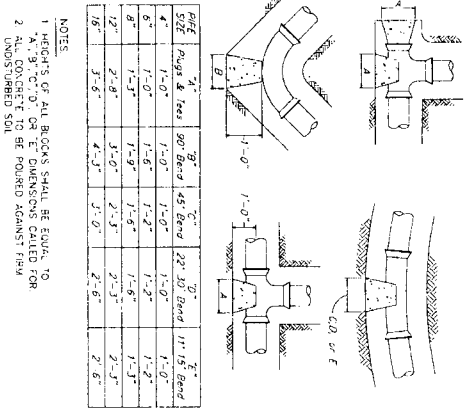 A
A
B
1'-0"
C,D, or E
1'-0"
A
PIPE SIZE "A" Plugs & Tees "B" 90° Bend "C" 45° Bend "D" 22° 30' Bend "E" 11° 15' Bend
4" 1'-0" 1'-0" 1'-0" 1'-0" 1'-0"
6" 1'-0" 1'-6" 1'-2" 1'-2" 1'-2"
8" 1'-3" 1'-9" 1'-6" 1'-6" 1'-3"
12" 2'-8" 3'-0" 2'-3" 2'-3" 2'-3"
16" 3'-6" 4'-3" 3'-0" 2'-6" 2'-6"
NOTES
1 HEIGHTS OF ALL BLOCKS SHALL BE EQUAL TO
"A","B","C","D", OR "E" DIMENSIONS CALLED FOR.
2 ALL CONCRETE TO BE POURED AGAINST FIRM
UNDISTURBED SOIL